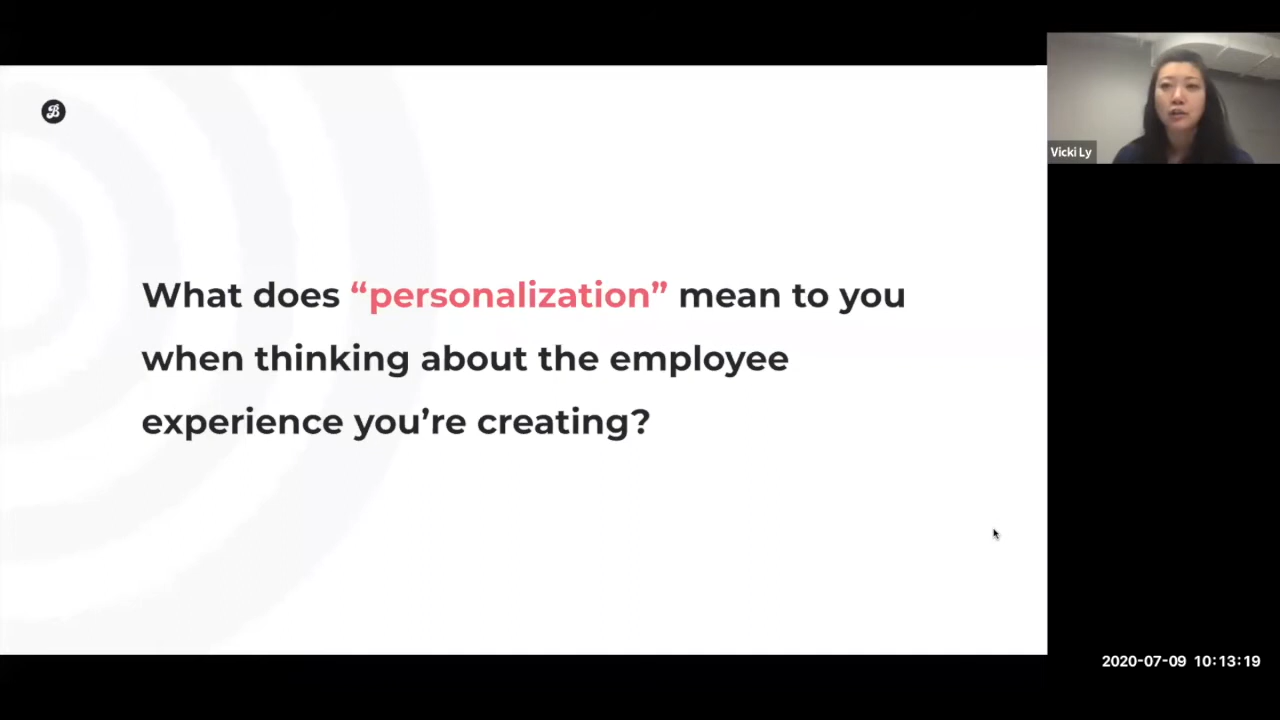 B
What does “personalization” mean to you
when thinking about the employee
experience you’re creating?
Vicki Ly
2020-07-09 10:13:19